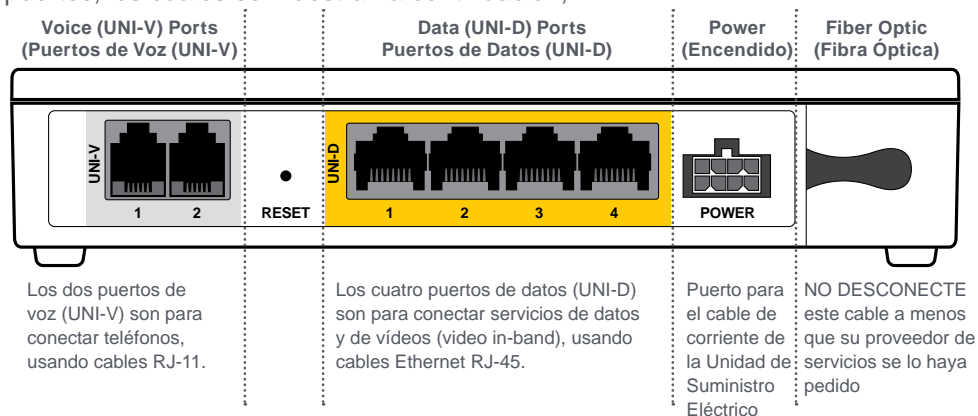 Voice (UNI-V) Ports
(Puertos de Voz (UNI-V)
Data (UNI-D) Ports
Puertos de Datos (UNI-D)
Power
(Encendido)
Fiber Optic
(Fibra Óptica)
UNI-V
1 2
RESET
UNI-D
1 2 3 4
POWER
Los dos puertos de
voz (UNI-V) son para
conectar teléfonos,
usando cables RJ-11.
Los cuatro puertos de datos (UNI-D)
son para conectar servicios de datos
y de vídeos (video in-band), usando
cables Ethernet RJ-45.
Puerto para
el cable de
corriente de
la Unidad de
Suministro
Eléctrico
NO DESCONECTE
este cable a menos
que su proveedor de
servicios se lo haya
pedido